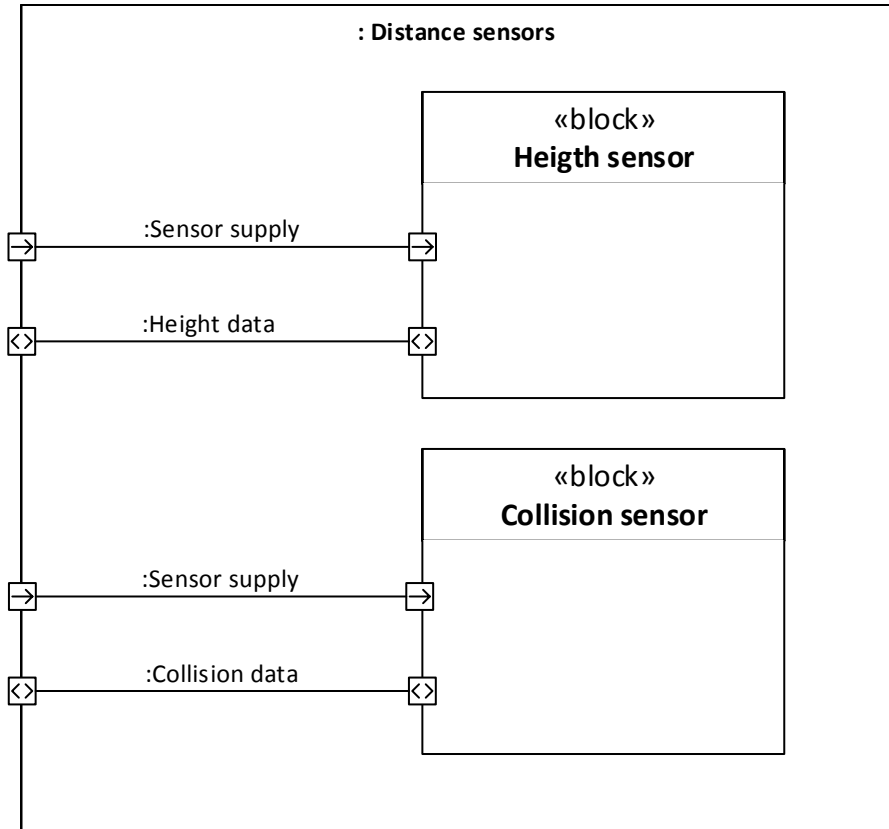 : Distance sensors
«block»
Heigth sensor
:Sensor supply
:Height data
«block»
Collision sensor
:Sensor supply
:Collision data